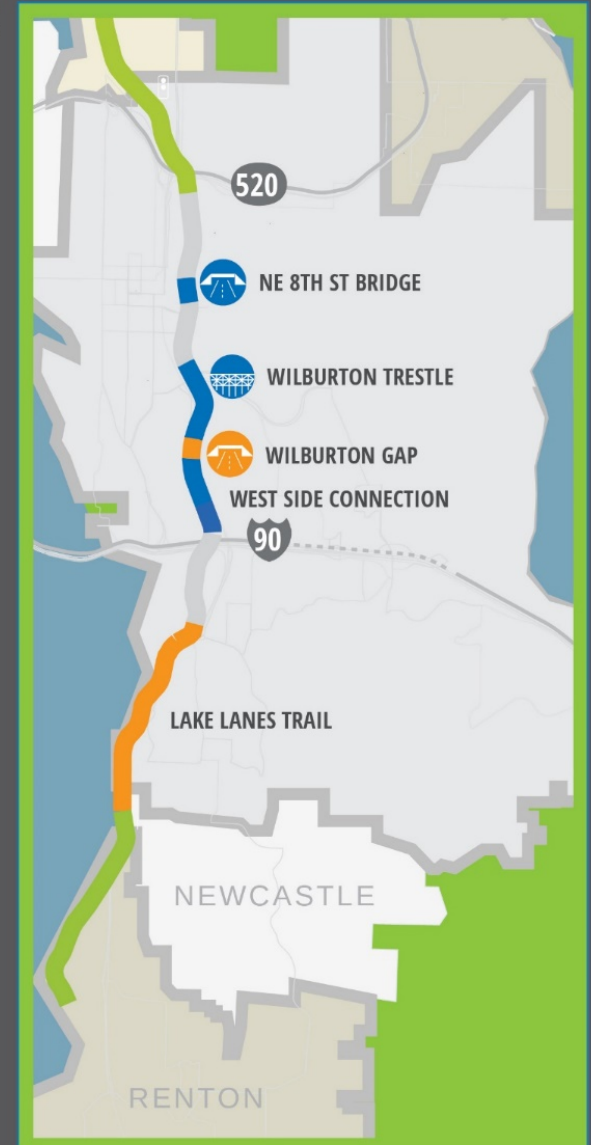 520
NE 8TH ST BRIDGE
WILBURTON TRESTLE
WILBURTON GAP
WEST SIDE CONNECTION
90
LAKE LANES TRAIL
NEWCASTLE
RENTON